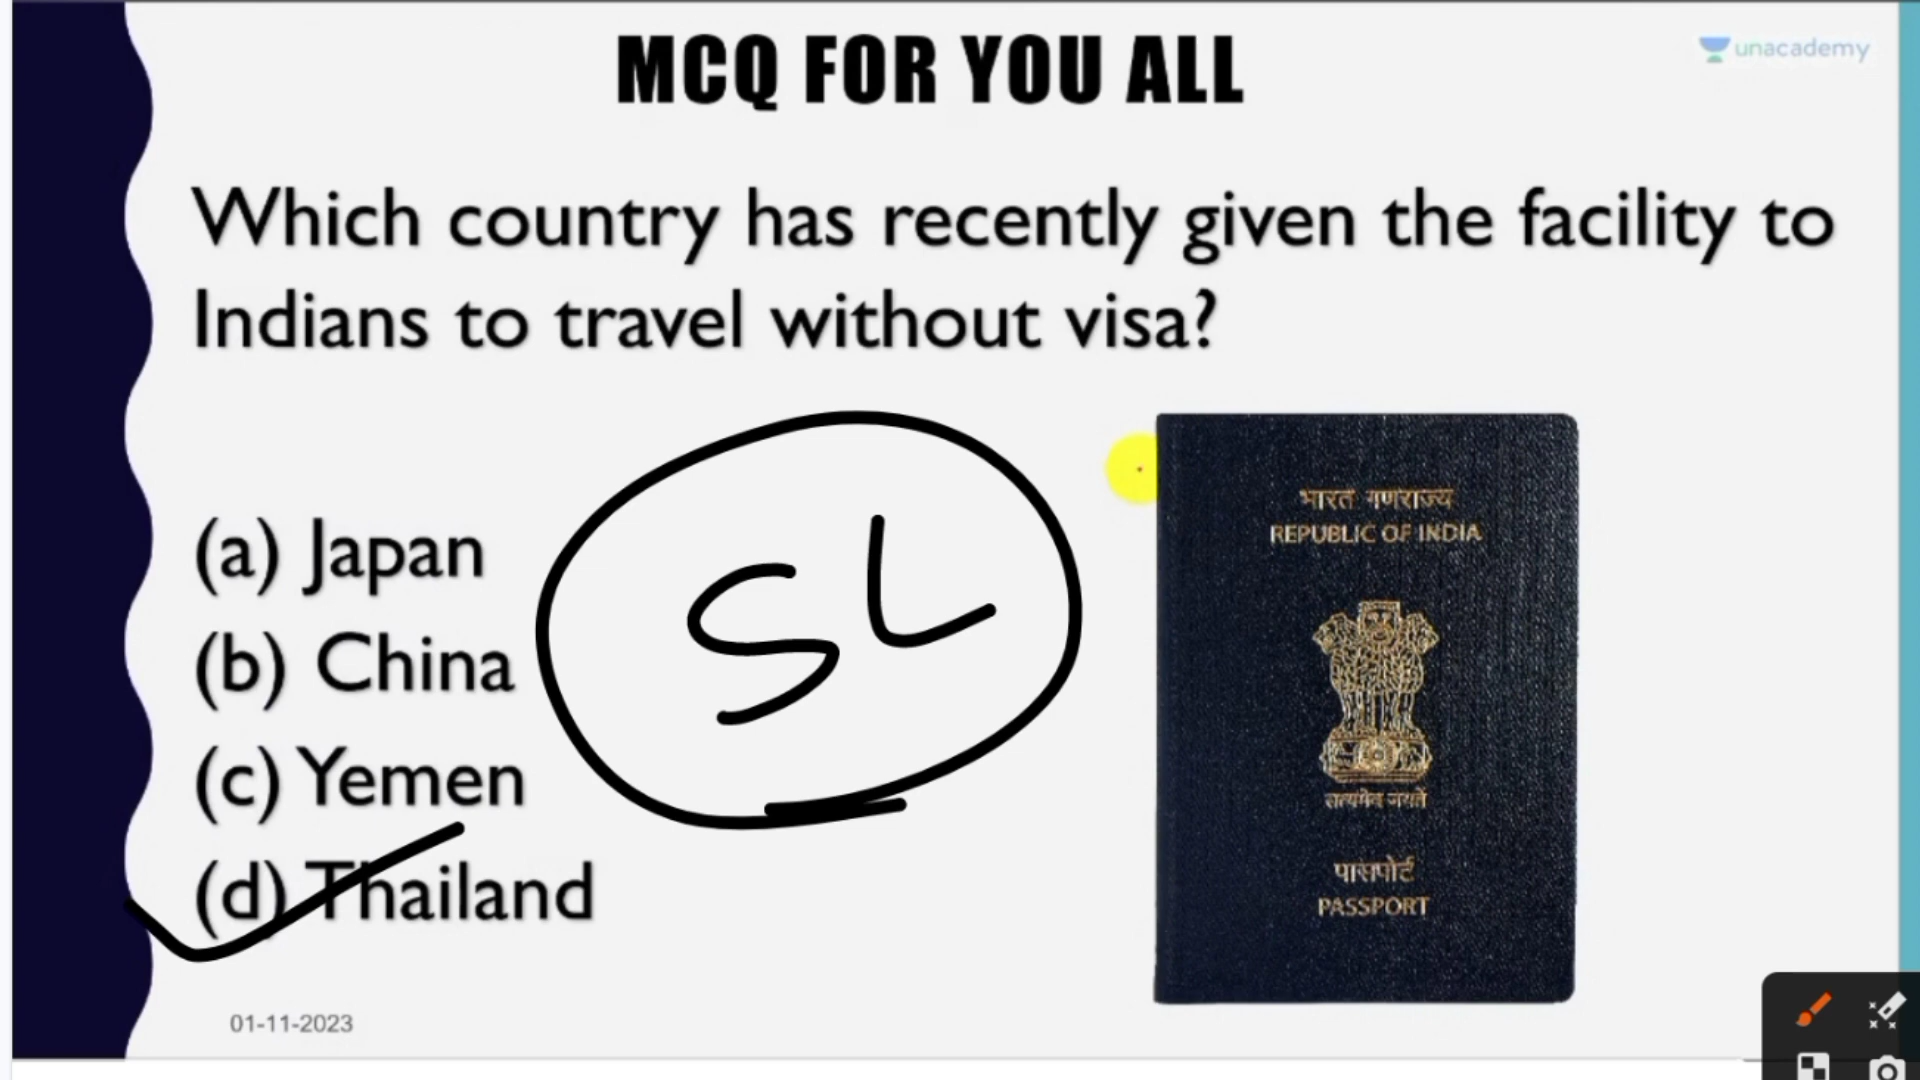 MCQ FOR YOU ALL
unacademy
Which country has recently given the facility to
Indians to travel without visa?
(a) Japan
(b) China
(c) Yemen
(d) Thailand
SL
भारत गणराज्य
REPUBLIC OF INDIA
सत्यमेव जयते
पासपोर्ट
PASSPORT
01-11-2023